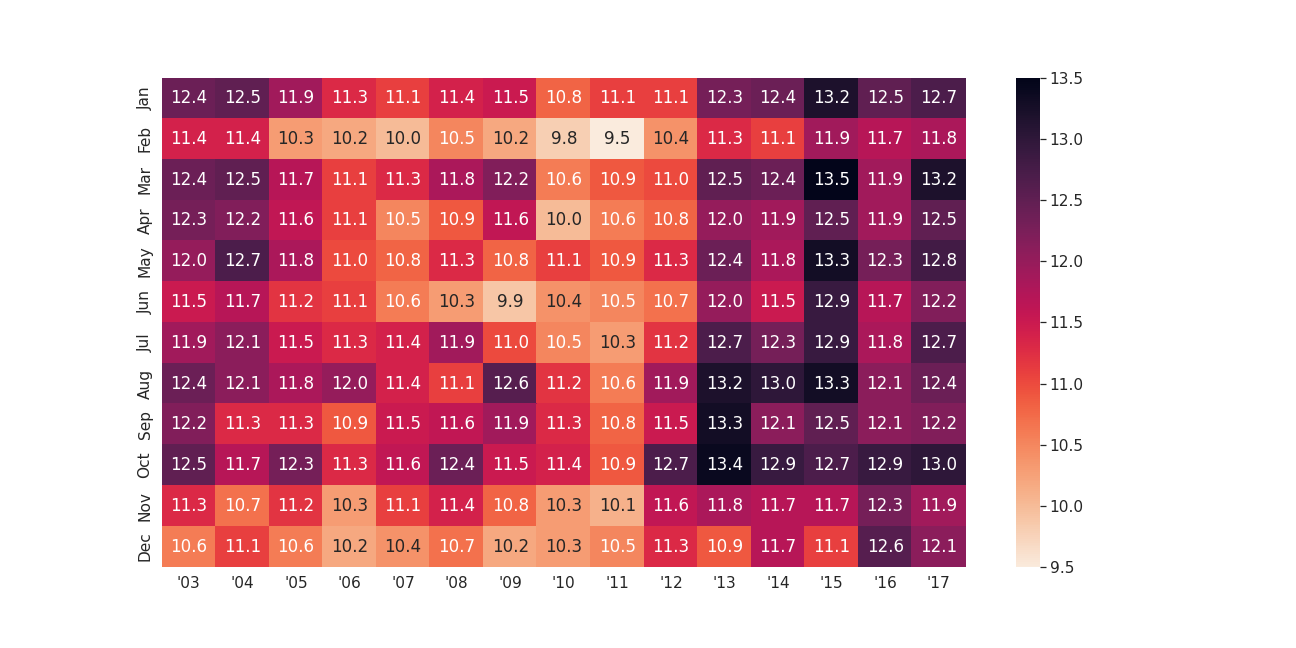 Jan 12.4 12.5 11.9 11.3 11.1 11.4 11.5 10.8 11.1 11.1 12.3 12.4 13.2 12.5 12.7
Feb 11.4 11.4 10.3 10.2 10.0 10.5 10.2 9.8 9.5 10.4 11.3 11.1 11.9 11.7 11.8
Mar 12.4 12.5 11.7 11.1 11.3 11.8 12.2 10.6 10.9 11.0 12.5 12.4 13.5 11.9 13.2
Apr 12.3 12.2 11.6 11.1 10.5 10.9 11.6 10.0 10.6 10.8 12.0 11.9 12.5 11.9 12.5
May 12.0 12.7 11.8 11.0 10.8 11.3 10.8 11.1 10.9 11.3 12.4 11.8 13.3 12.3 12.8
Jun 11.5 11.7 11.2 11.1 10.6 10.3 9.9 10.4 10.5 10.7 12.0 11.5 12.9 11.7 12.2
Jul 11.9 12.1 11.5 11.3 11.4 11.9 11.0 10.5 10.3 11.2 12.7 12.3 12.9 11.8 12.7
Aug 12.4 12.1 11.8 12.0 11.4 11.1 12.6 11.2 10.6 11.9 13.2 13.0 13.3 12.1 12.4
Sep 12.2 11.3 11.3 10.9 11.5 11.6 11.9 11.3 10.8 11.5 13.3 12.1 12.5 12.1 12.2
Oct 12.5 11.7 12.3 11.3 11.6 12.4 11.5 11.4 10.9 12.7 13.4 12.9 12.7 12.9 13.0
Nov 11.3 10.7 11.2 10.3 11.1 11.4 10.8 10.3 10.1 11.6 11.8 11.7 11.7 12.3 11.9
Dec 10.6 11.1 10.6 10.2 10.4 10.7 10.2 10.3 10.5 11.3 10.9 11.7 11.1 12.6 12.1
'03 '04 '05 '06 '07 '08 '09 '10 '11 '12 '13 '14 '15 '16 '17
13.5
13.0
12.5
12.0
11.5
11.0
10.5
10.0
9.5